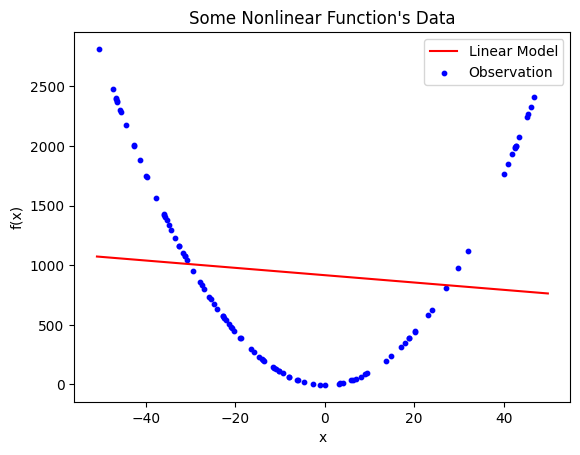 Some Nonlinear Function's Data
Linear Model
Observation
2500
2000
1500
1000
500
0
f(x)
−40
−20
0
20
40
x